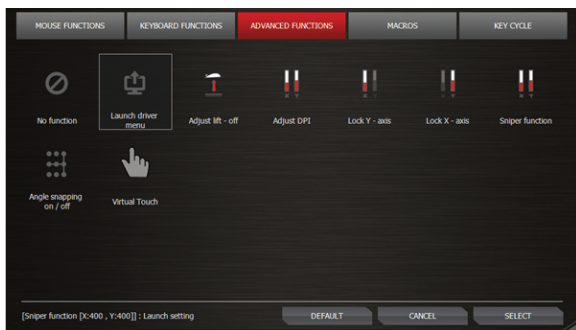 MOUSE FUNCTIONS KEYBOARD FUNCTIONS ADVANCED FUNCTIONS MACROS KEY CYCLE
No function Launch driver menu Adjust lift - off Adjust DPI Lock Y - axis Lock X - axis Sniper function
Angle snapping on / off Virtual Touch
[Sniper function [X:400 , Y:400]] : Launch setting DEFAULT CANCEL SELECT